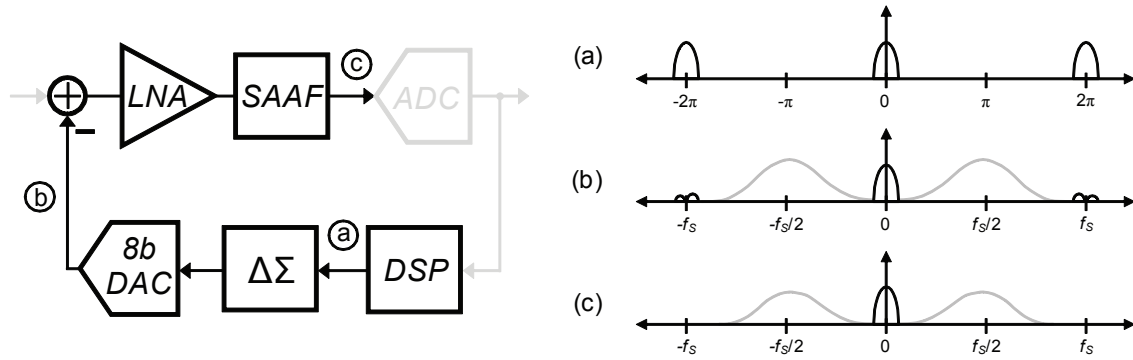 LNA
SAAF
c
ADC
b
a
8b
DAC
ΔΣ
DSP
(a)
-2π -π 0 π 2π
(b)
-fS -fS/2 0 fS/2 fS
(c)
-fS -fS/2 0 fS/2 fS